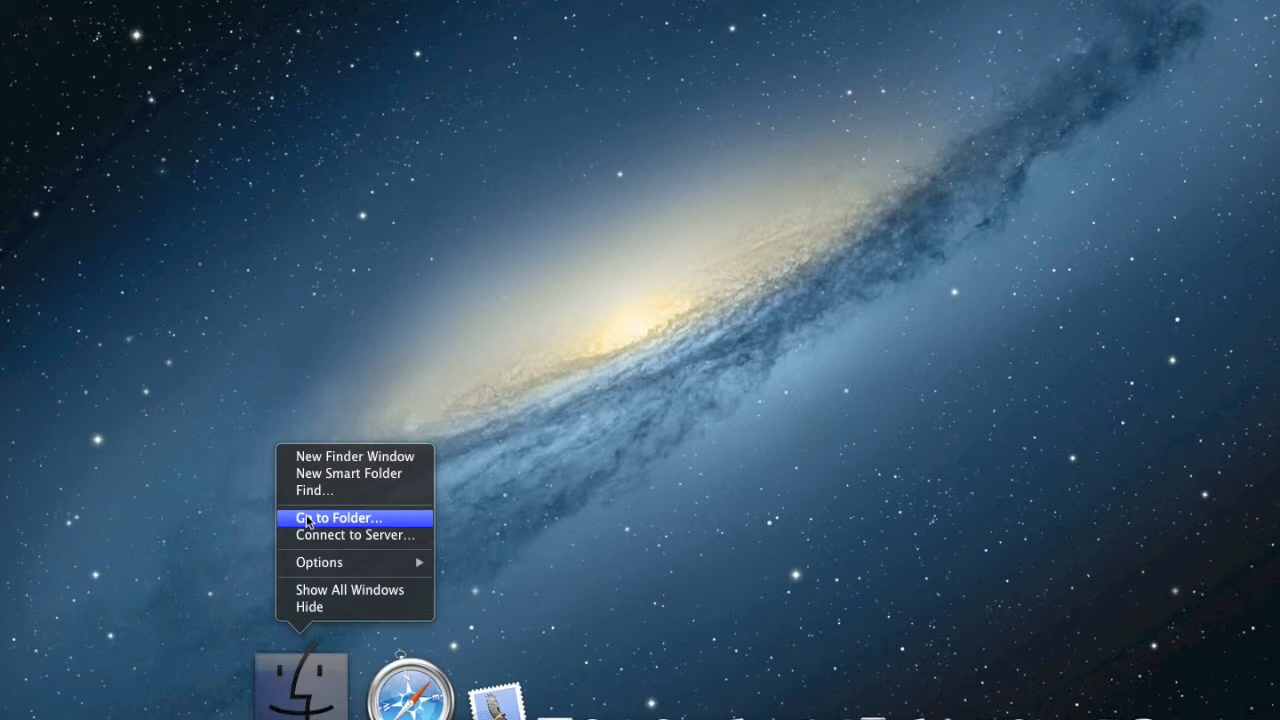 New Finder Window
New Smart Folder
Find...
Go to Folder...
Connect to Server...
Options
Show All Windows
Hide